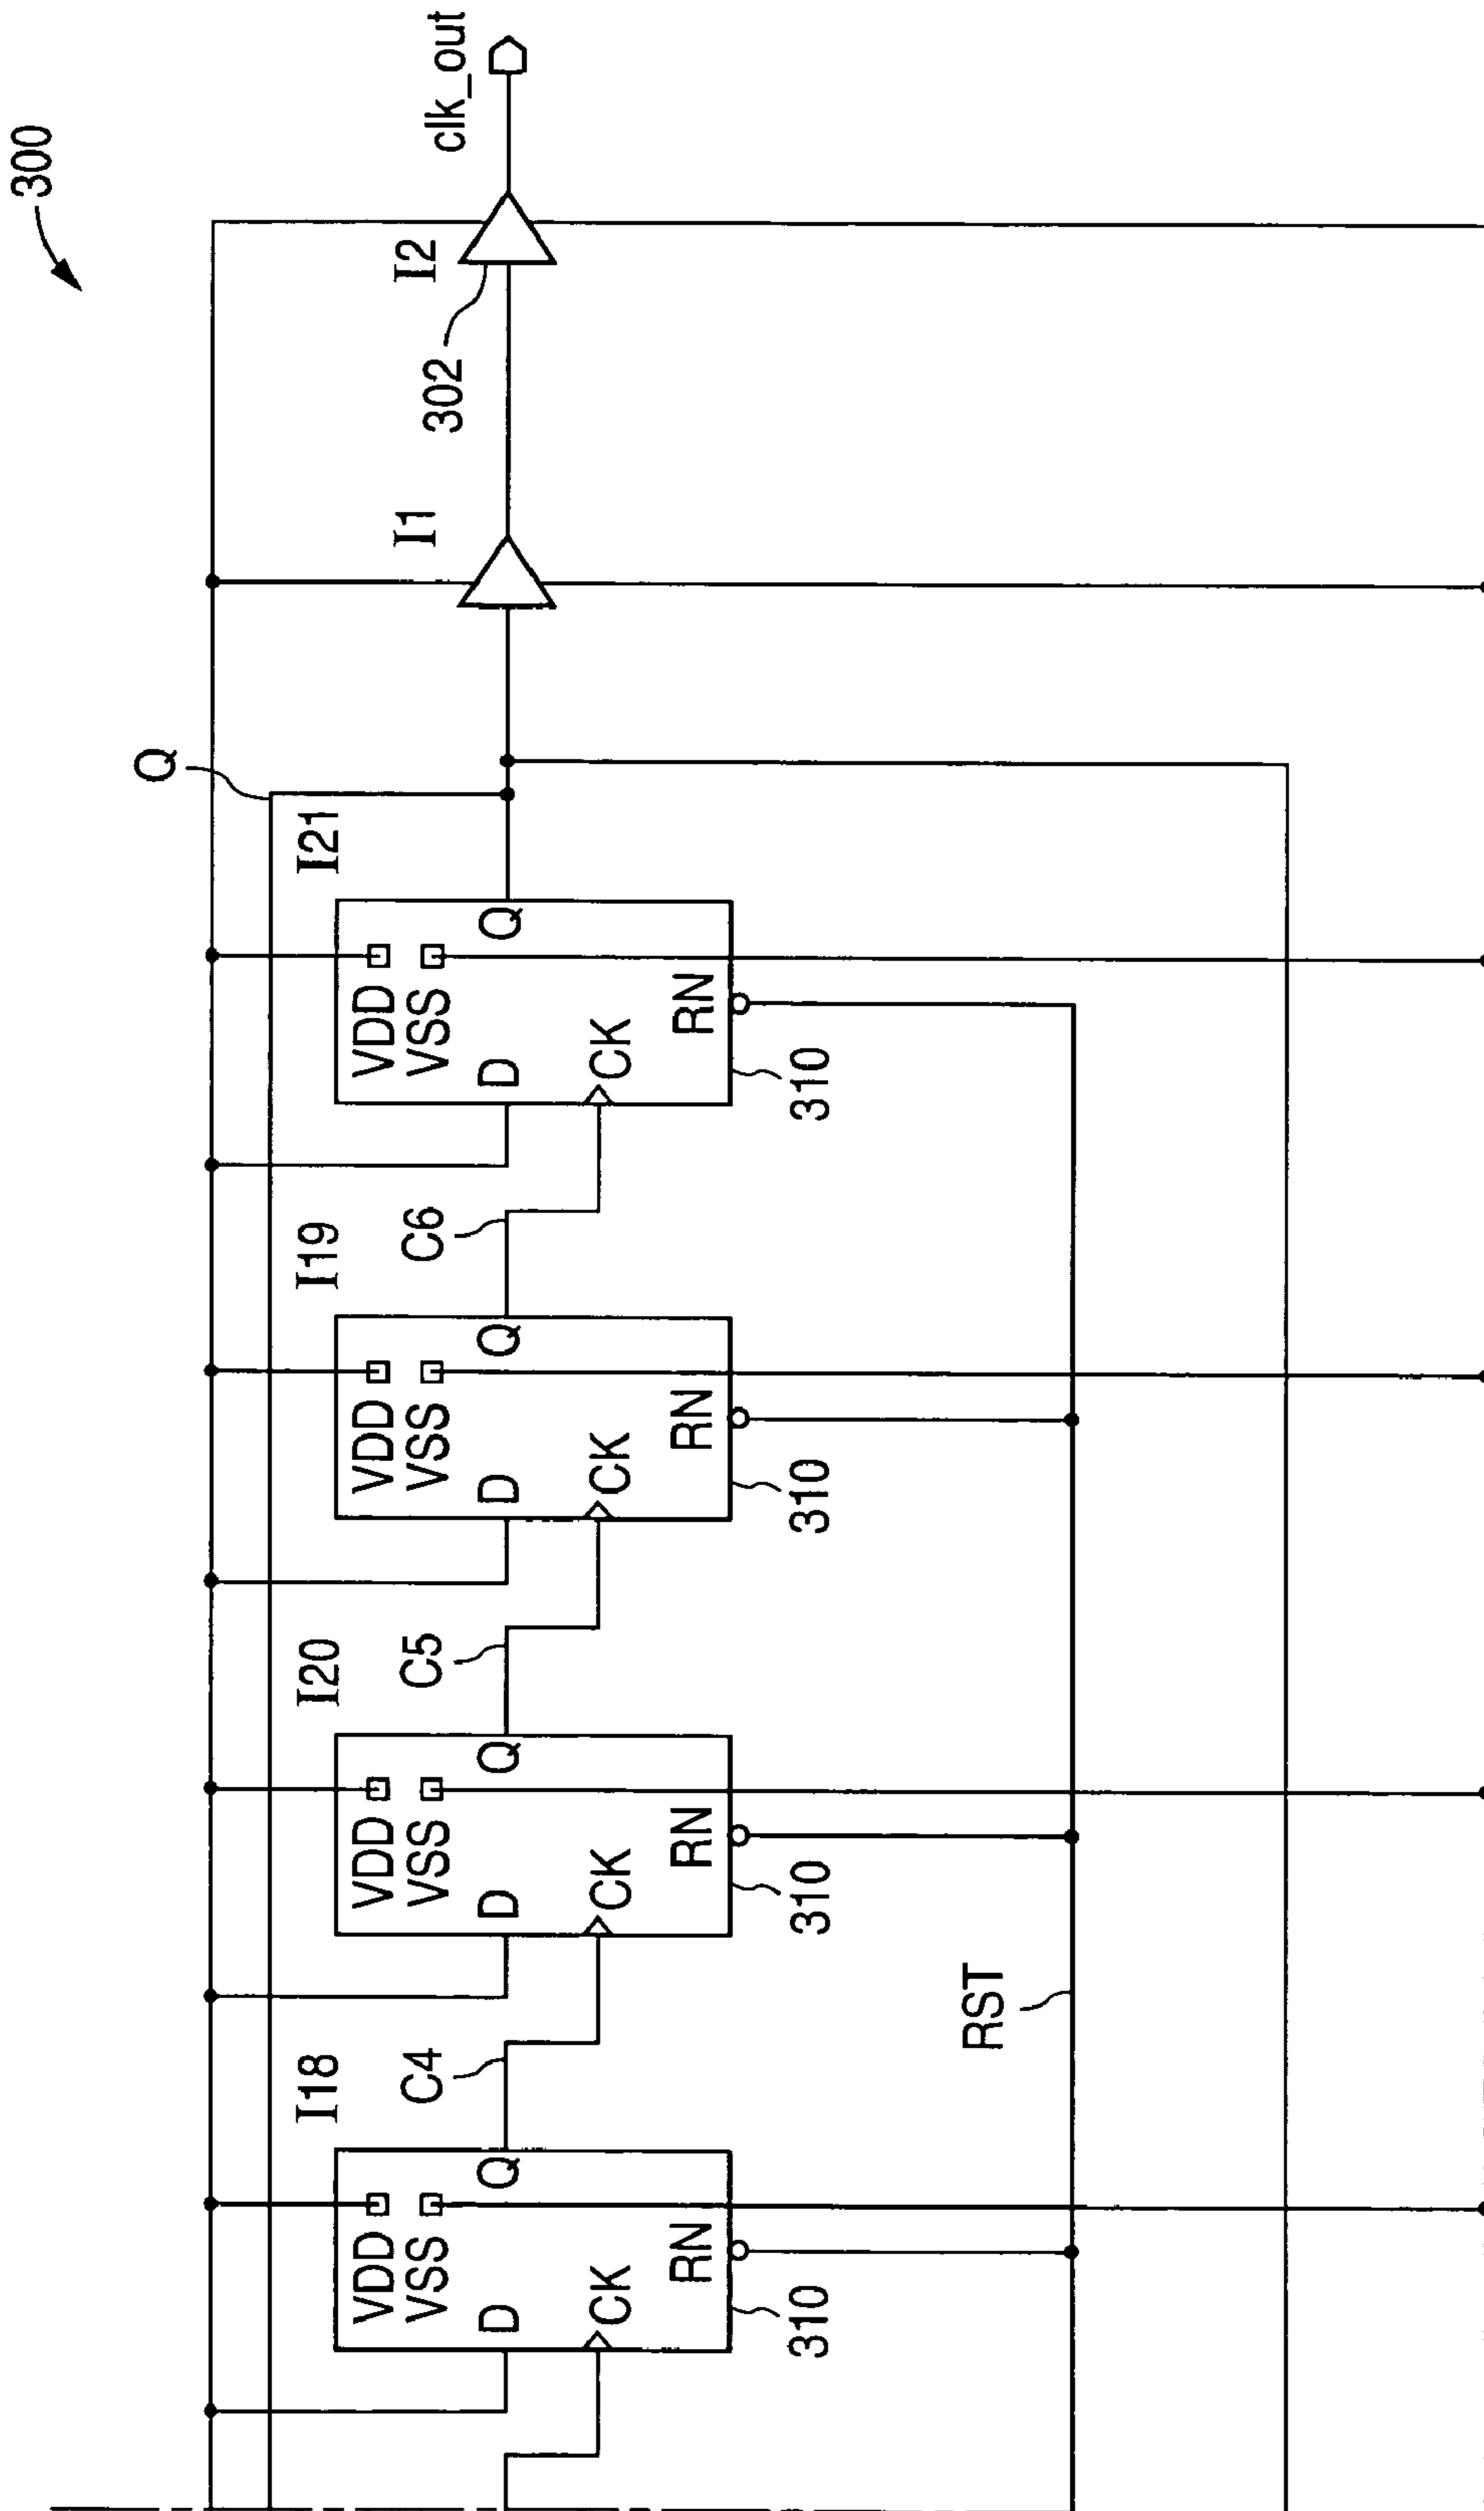 300
clk_out
I2
302
I1
Q
I21
VDD
VSS
D
Q
CK
RN
310
C6
I19
VDD
VSS
D
Q
CK
RN
310
C5
I20
VDD
VSS
D
Q
CK
RN
310
RST
C4
I18
VDD
VSS
D
Q
CK
RN
310